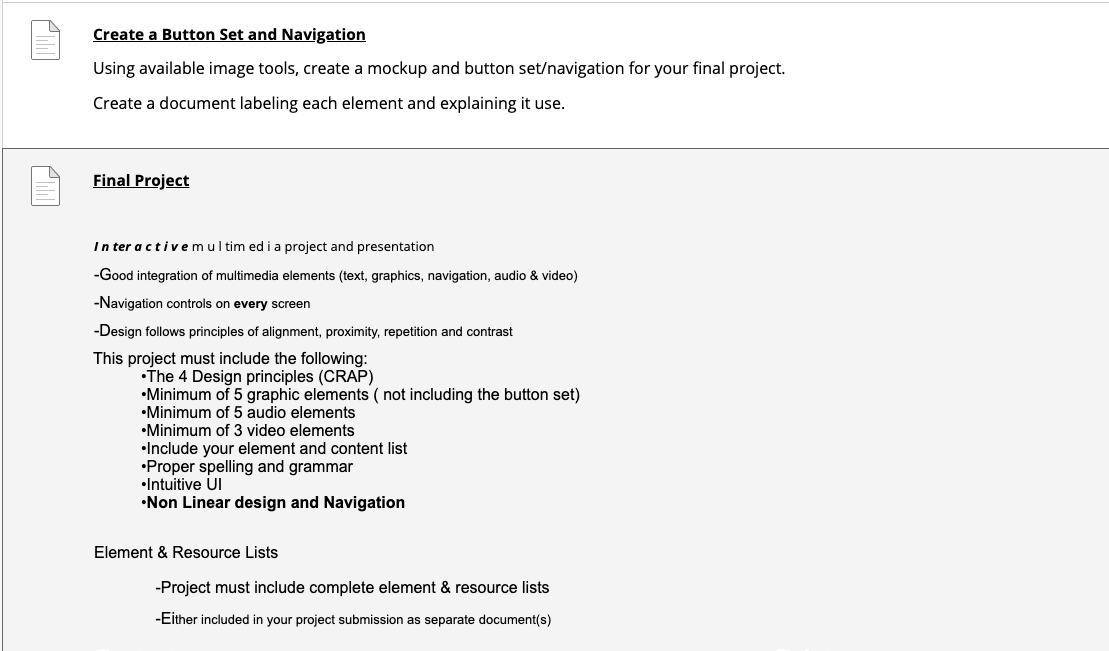 Create a Button Set and Navigation
Using available image tools, create a mockup and button set/navigation for your final project.
Create a document labeling each element and explaining it use.
Final Project
I n ter a c t i v e m u l tim ed i a project and presentation
-Good integration of multimedia elements (text, graphics, navigation, audio & video)
-Navigation controls on every screen
-Design follows principles of alignment, proximity, repetition and contrast
This project must include the following:
•The 4 Design principles (CRAP)
•Minimum of 5 graphic elements ( not including the button set)
•Minimum of 5 audio elements
•Minimum of 3 video elements
•Include your element and content list
•Proper spelling and grammar
•Intuitive UI
•Non Linear design and Navigation
Element & Resource Lists
-Project must include complete element & resource lists
-Either included in your project submission as separate document(s)